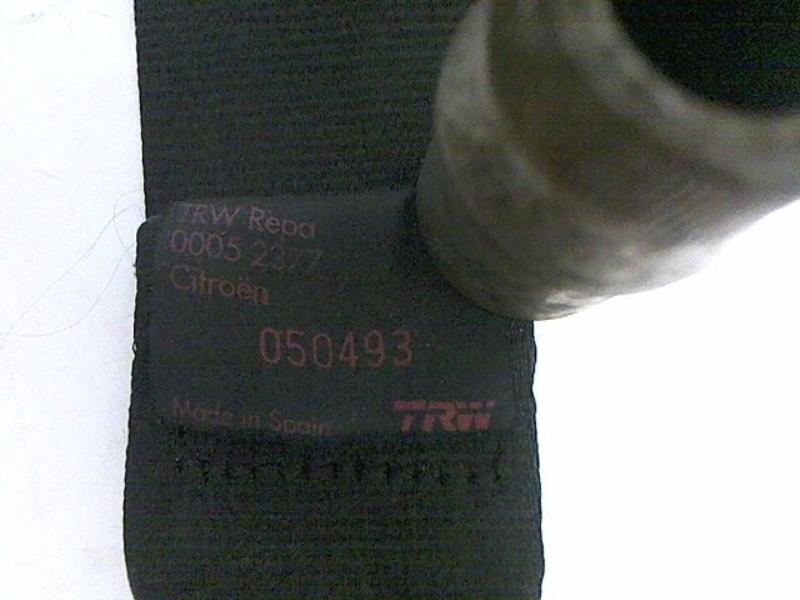 TRW Repa
0005 2377
Citroën
050493
Made in Spain
TRW